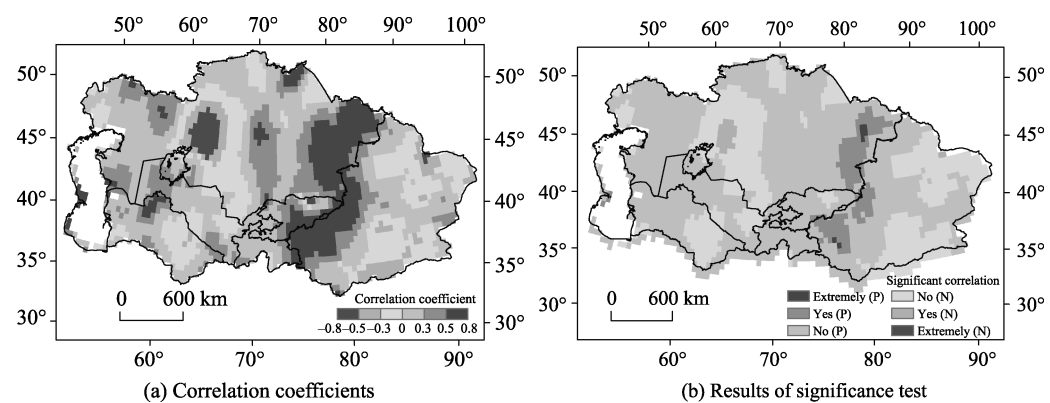 50° 60° 70° 80° 90° 100°
50° 50°
45° 45°
40° 40°
35° 35°
30° 30°
0 600 km
Correlation coefficient
−0.8 −0.5 −0.3 0 0.3 0.5 0.8
60° 70° 80° 90°
(a) Correlation coefficients
50° 60° 70° 80° 90° 100°
50° 50°
45° 45°
40° 40°
35° 35°
30° 30°
0 600 km
Significant correlation
Extremely (P) No (N)
Yes (P) Yes (N)
No (P) Extremely (N)
60° 70° 80° 90°
(b) Results of significance test